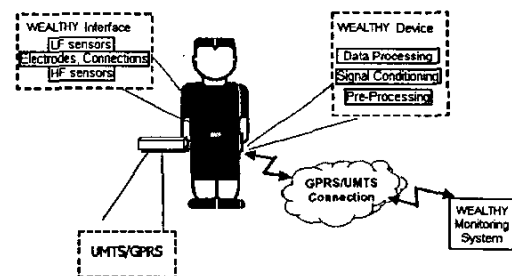 WEALTHY Interface
LF sensors
Electrodes, Connections
HF sensors
WEALTHY Device
Data Processing
Signal Conditioning
Pre-Processing
GPRS/UMTS
Connection
WEALTHY
Monitoring
System
UMTS/GPRS